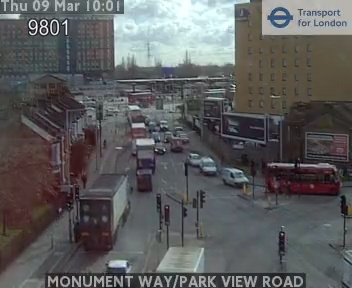 Thu 09 Mar 10:01
9801
Transport
for London
MONUMENT WAY/PARK VIEW ROAD